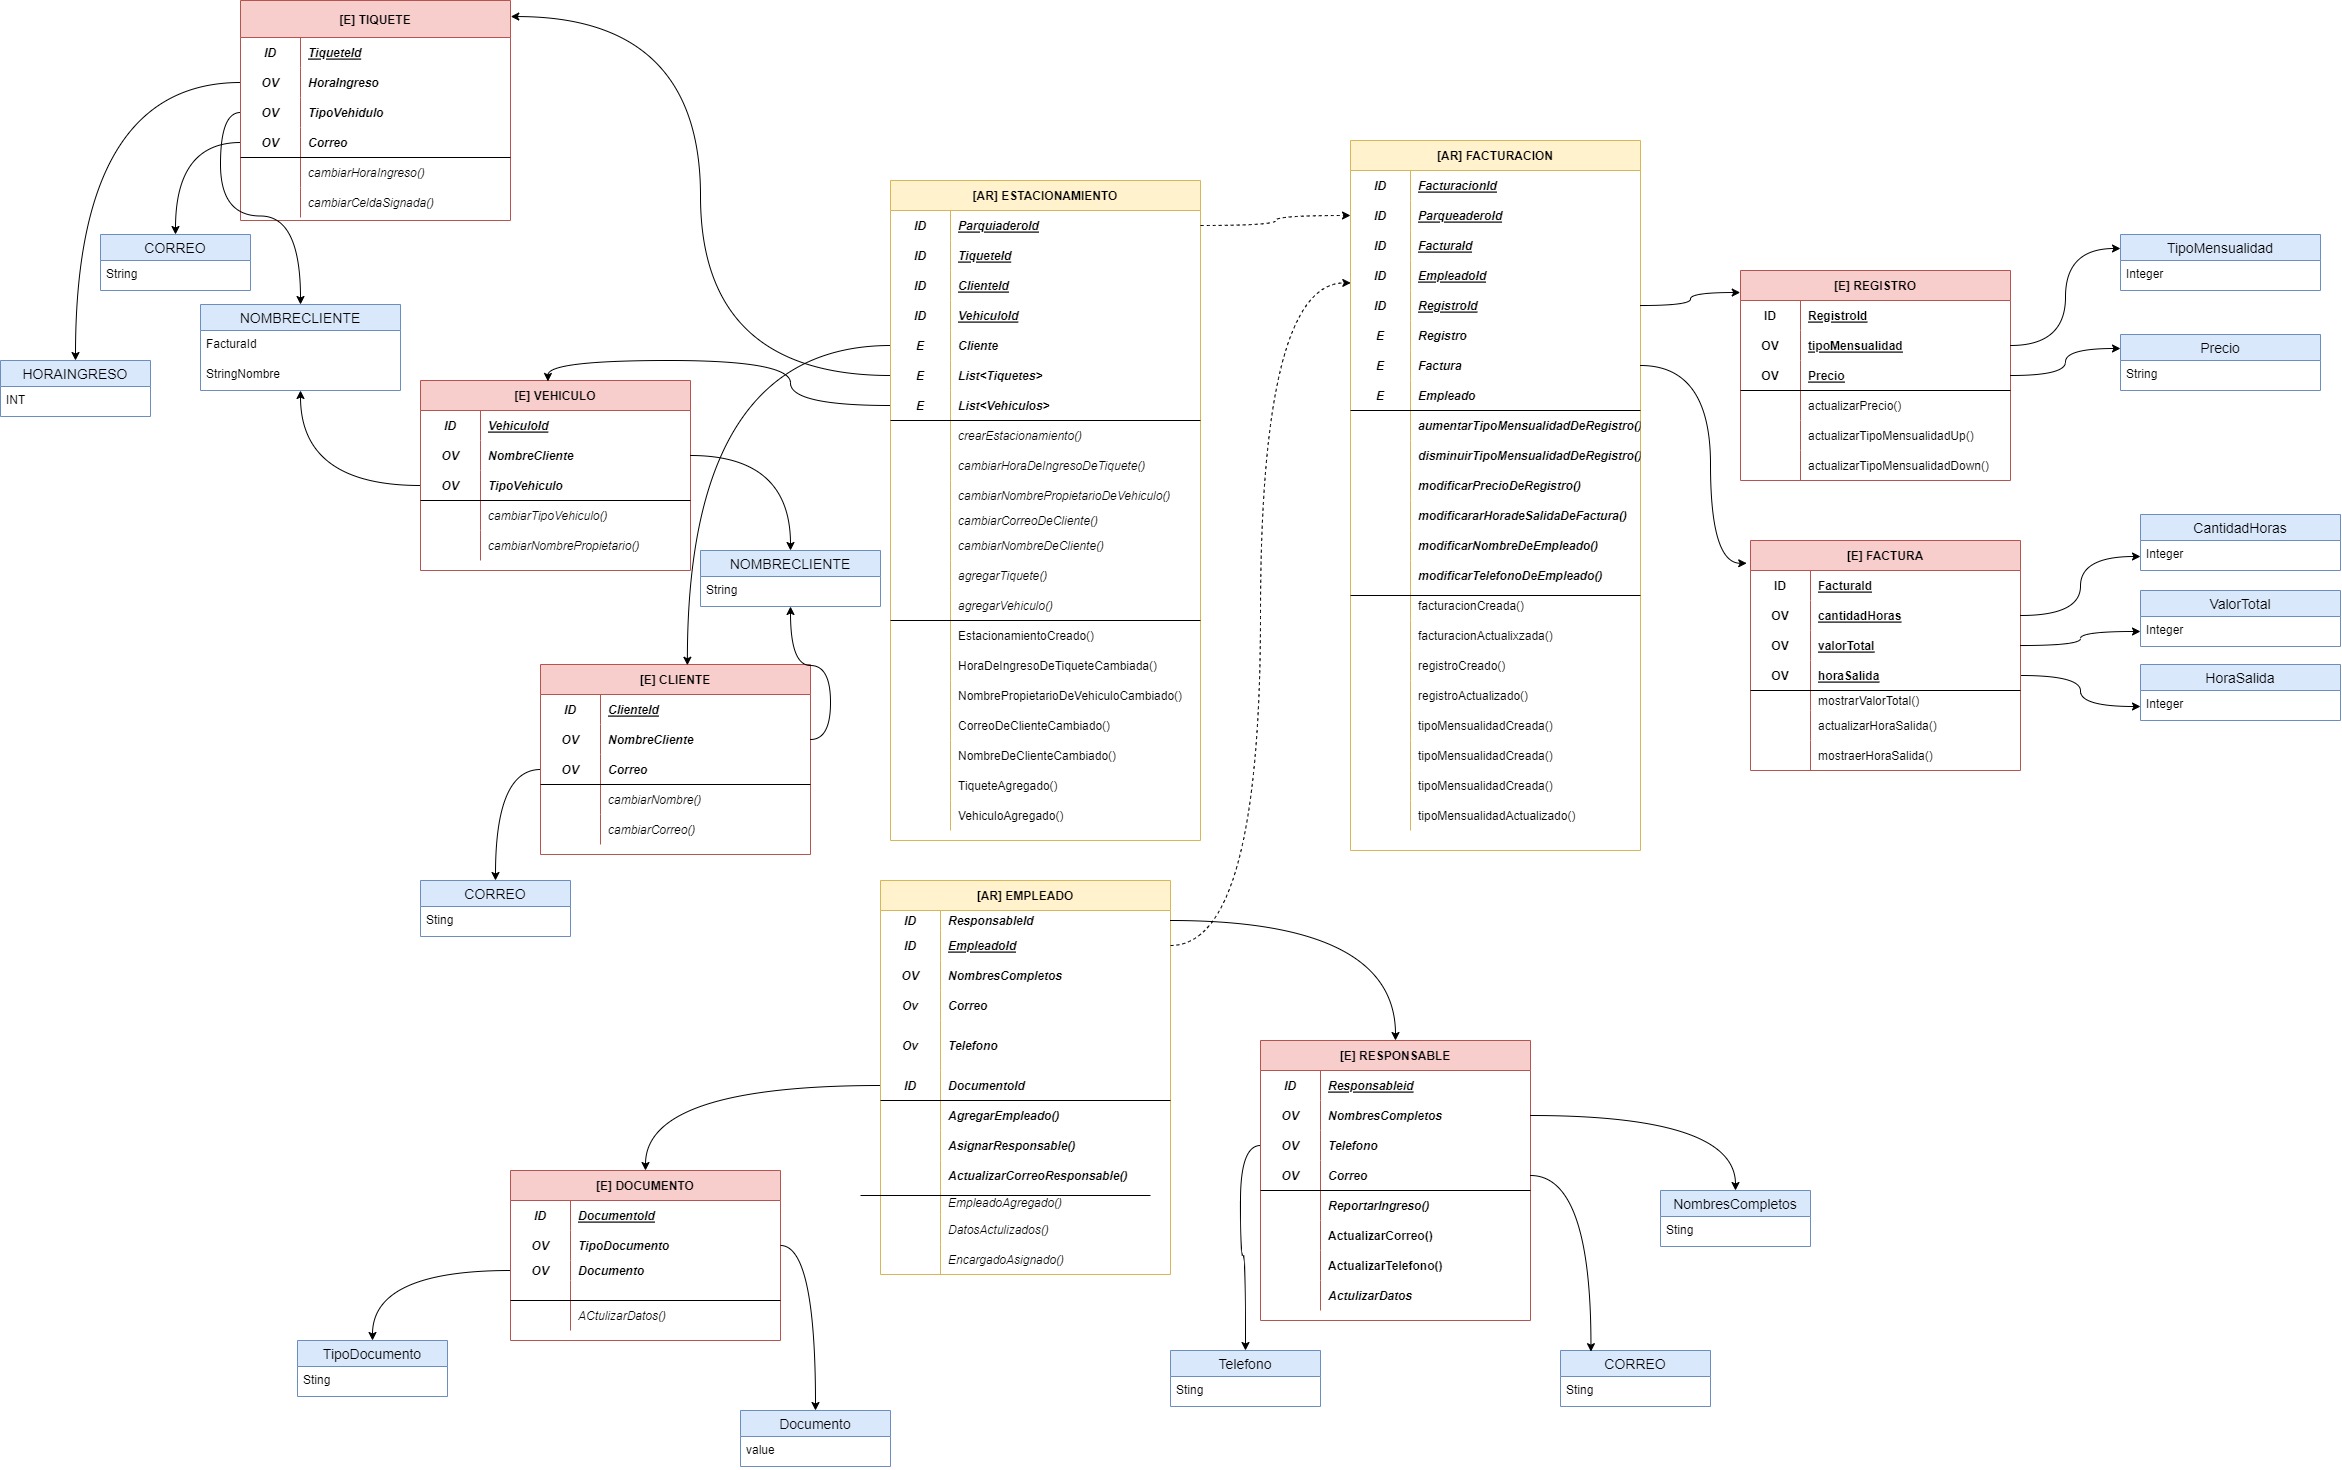 [E] TIQUETE
ID TiqueteId
OV HoraIngreso
OV TipoVehidulo
OV Correo
cambiarHoraIngreso()
cambiarCeldaSignada()
CORREO
String
NOMBRECLIENTE
FacturaId
StringNombre
HORAINGRESO
INT
[E] VEHICULO
ID VehiculoId
OV NombreCliente
OV TipoVehiculo
cambiarTipoVehiculo()
cambiarNombrePropietario()
NOMBRECLIENTE
String
[E] CLIENTE
ID ClienteId
OV NombreCliente
OV Correo
cambiarNombre()
cambiarCorreo()
CORREO
Sting
[AR] ESTACIONAMIENTO
ID ParquiaderoId
ID TiqueteId
ID ClienteId
ID VehiculoId
E Cliente
E List<Tiquetes>
E List<Vehiculos>
crearEstacionamiento()
cambiarHoraDeIngresoDeTiquete()
cambiarNombrePropietarioDeVehiculo()
cambiarCorreoDeCliente()
cambiarNombreDeCliente()
agregarTiquete()
agregarVehiculo()
EstacionamientoCreado()
HoraDeIngresoDeTiqueteCambiada()
NombrePropietarioDeVehiculoCambiado()
CorreoDeClienteCambiado()
NombreDeClienteCambiado()
TiqueteAgregado()
VehiculoAgregado()
[AR] FACTURACION
ID FacturacionId
ID ParqueaderoId
ID FacturaId
ID EmpleadoId
ID RegistroId
E Registro
E Factura
E Empleado
aumentarTipoMensualidadDeRegistro()
disminuirTipoMensualidadDeRegistro()
modificarPrecioDeRegistro()
modificararHoradeSalidaDeFactura()
modificarNombreDeEmpleado()
modificarTelefonoDeEmpleado()
facturacionCreada()
facturacionActualixzada()
registroCreado()
registroActualizado()
tipoMensualidadCreada()
tipoMensualidadCreada()
tipoMensualidadCreada()
tipoMensualidadActualizado()
[E] REGISTRO
ID RegistroId
OV tipoMensualidad
OV Precio
actualizarPrecio()
actualizarTipoMensualidadUp()
actualizarTipoMensualidadDown()
TipoMensualidad
Integer
Precio
String
[E] FACTURA
ID FacturaId
OV cantidadHoras
OV valorTotal
OV horaSalida
mostrarValorTotal()
actualizarHoraSalida()
mostraerHoraSalida()
CantidadHoras
Integer
ValorTotal
Integer
HoraSalida
Integer
[AR] EMPLEADO
ID ResponsableId
ID EmpleadoId
OV NombresCompletos
Ov Correo
Ov Telefono
ID DocumentoId
AgregarEmpleado()
AsignarResponsable()
ActualizarCorreoResponsable()
EmpleadoAgregado()
DatosActulizados()
EncargadoAsignado()
[E] DOCUMENTO
ID DocumentoId
OV TipoDocumento
OV Documento
ACtulizarDatos()
TipoDocumento
Sting
Documento
value
[E] RESPONSABLE
ID Responsableid
OV NombresCompletos
OV Telefono
OV Correo
ReportarIngreso()
ActualizarCorreo()
ActualizarTelefono()
ActulizarDatos
NombresCompletos
Sting
Telefono
Sting
CORREO
Sting